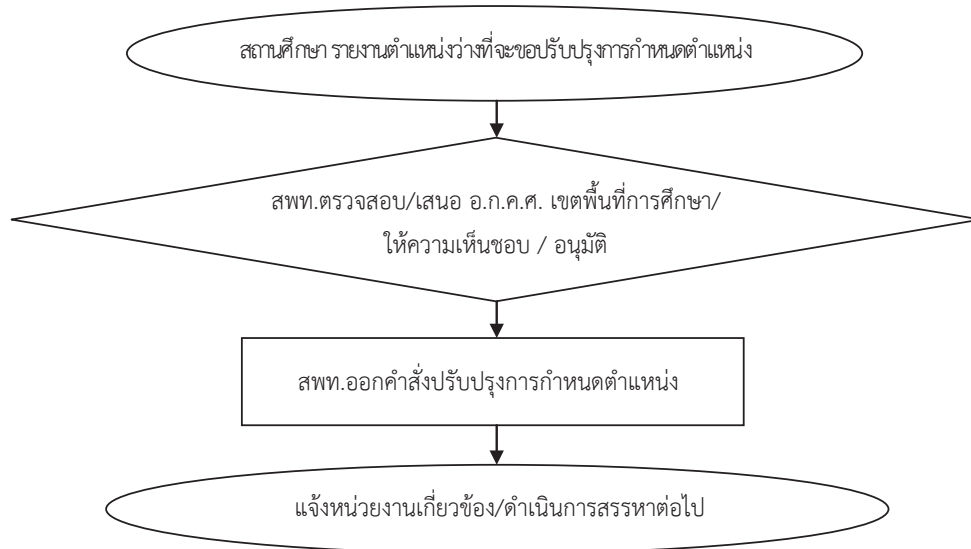 สถานศึกษา รายงานตำแหน่งว่างที่จะขอปรับปรุงการกำหนดตำแหน่ง
สพท.ตรวจสอบ/เสนอ อ.ก.ค.ศ. เขตพื้นที่การศึกษา/
ให้ความเห็นชอบ / อนุมัติ
สพท.ออกคำสั่งปรับปรุงการกำหนดตำแหน่ง
แจ้งหน่วยงานเกี่ยวข้อง/ดำเนินการสรรหาต่อไป